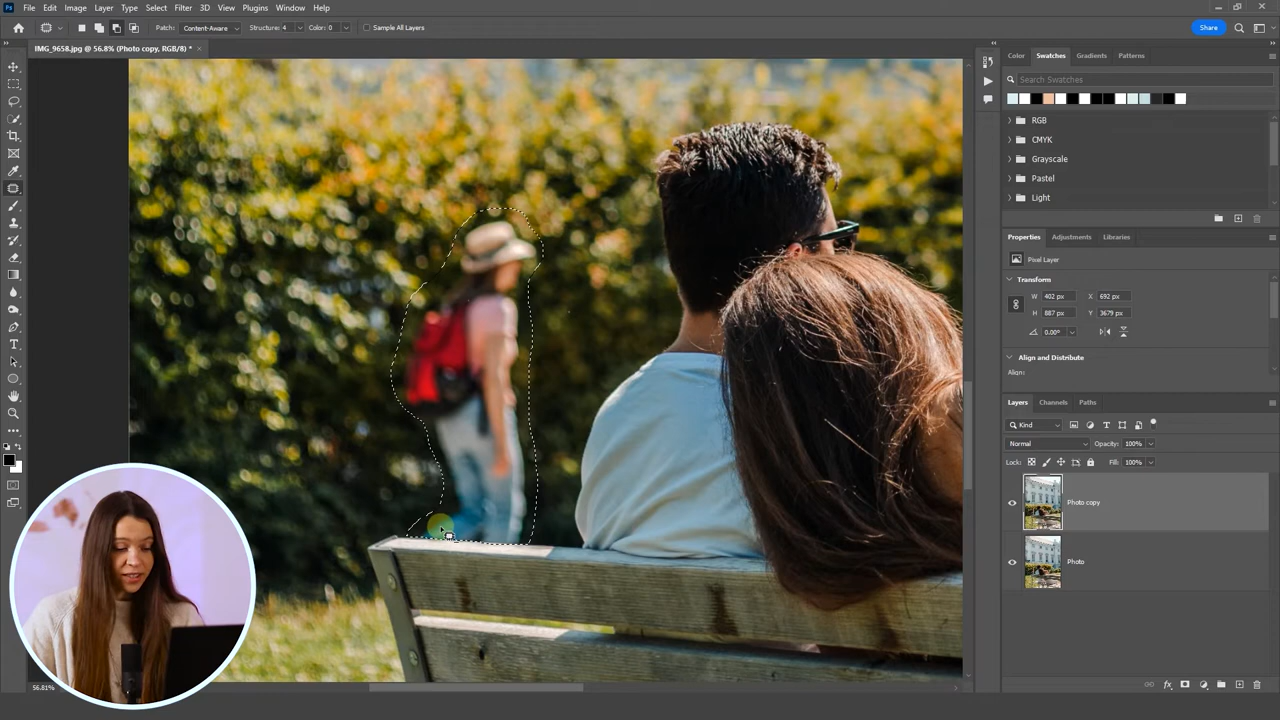 Ps File Edit Image Layer Type Select Filter 3D View Plugins Window Help
Patch: Content-Aware Structure: 4 Color: 0 Sample All Layers Share
IMG_9658.jpg @ 56.8% (Photo copy, RGB/8) *
Color Swatches Gradients Patterns
Search Swatches
RGB
CMYK
Grayscale
Pastel
Light
Properties Adjustments Libraries
Pixel Layer
Transform
W 402 px X 692 px
H 887 px Y 3679 px
0.00°
Align and Distribute
Align:
Layers Channels Paths
Kind
Normal Opacity: 100%
Lock: Fill: 100%
Photo copy
Photo
56.81%